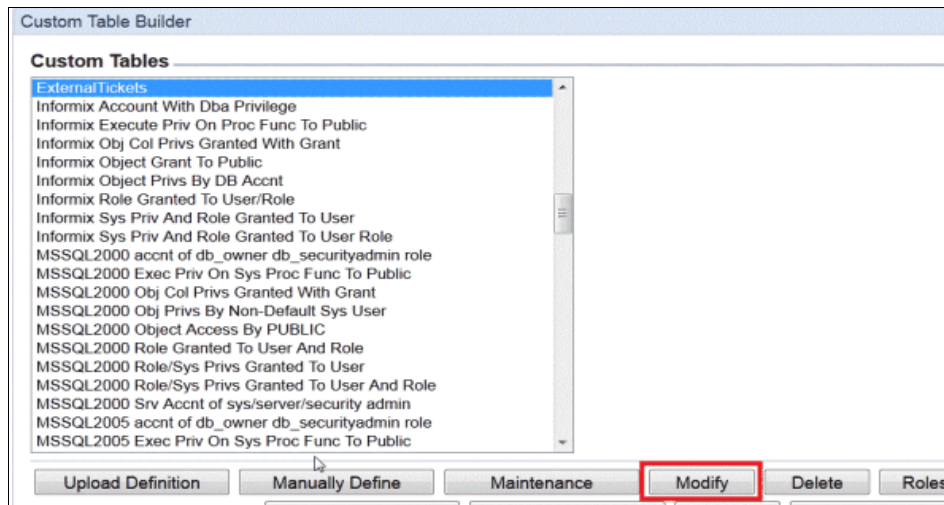 Custom Table Builder
Custom Tables
ExternalTickets
Informix Account With Dba Privilege
Informix Execute Priv On Proc Func To Public
Informix Obj Col Privs Granted With Grant
Informix Object Grant To Public
Informix Object Privs By DB Accnt
Informix Role Granted To User/Role
Informix Sys Priv And Role Granted To User
Informix Sys Priv And Role Granted To User Role
MSSQL2000 accnt of db_owner db_securityadmin role
MSSQL2000 Exec Priv On Sys Proc Func To Public
MSSQL2000 Obj Col Privs Granted With Grant
MSSQL2000 Obj Privs By Non-Default Sys User
MSSQL2000 Object Access By PUBLIC
MSSQL2000 Role Granted To User And Role
MSSQL2000 Role/Sys Privs Granted To User
MSSQL2000 Role/Sys Privs Granted To User And Role
MSSQL2000 Srv Accnt of sys/server/security admin
MSSQL2005 accnt of db_owner db_securityadmin role
MSSQL2005 Exec Priv On Sys Proc Func To Public
Upload Definition Manually Define Maintenance Modify Delete Roles